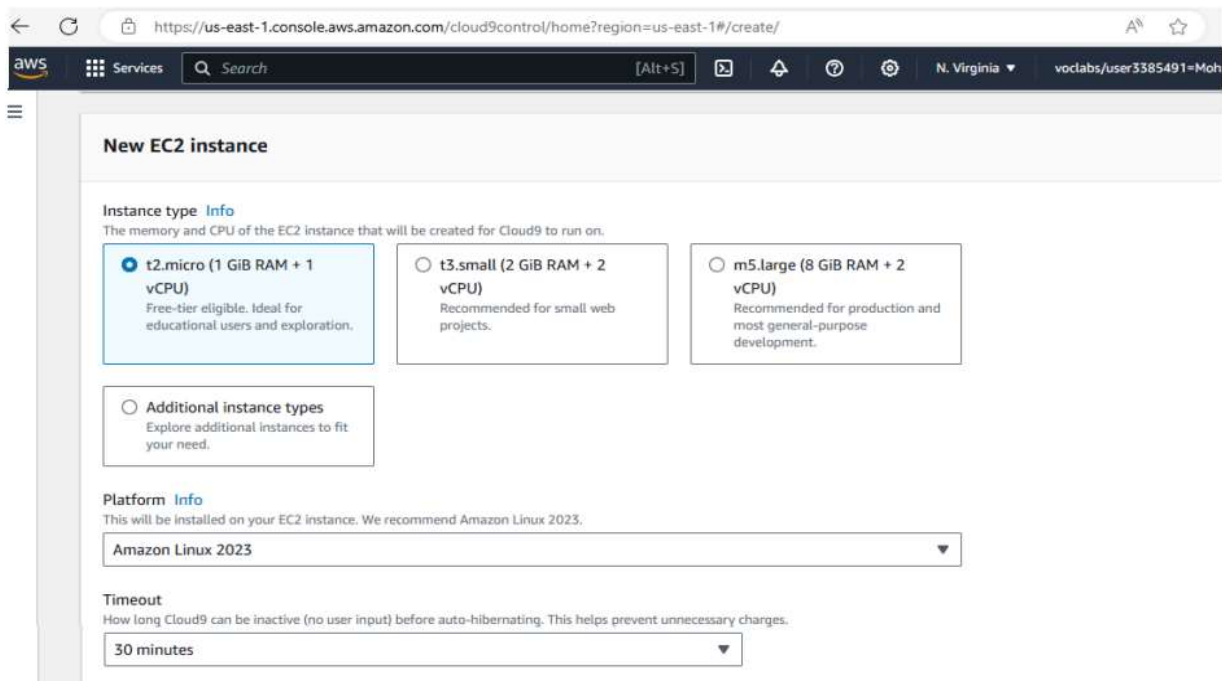 https://us-east-1.console.aws.amazon.com/cloud9control/home?region=us-east-1#/create/
aws Services Search [Alt+S] N. Virginia voclabs/user3385491=Moh
New EC2 instance
Instance type Info
The memory and CPU of the EC2 instance that will be created for Cloud9 to run on.
t2.micro (1 GiB RAM + 1
vCPU)
Free-tier eligible. Ideal for
educational users and exploration.
t3.small (2 GiB RAM + 2
vCPU)
Recommended for small web
projects.
m5.large (8 GiB RAM + 2
vCPU)
Recommended for production and
most general-purpose
development.
Additional instance types
Explore additional instances to fit
your need.
Platform Info
This will be installed on your EC2 instance. We recommend Amazon Linux 2023.
Amazon Linux 2023
Timeout
How long Cloud9 can be inactive (no user input) before auto-hibernating. This helps prevent unnecessary charges.
30 minutes